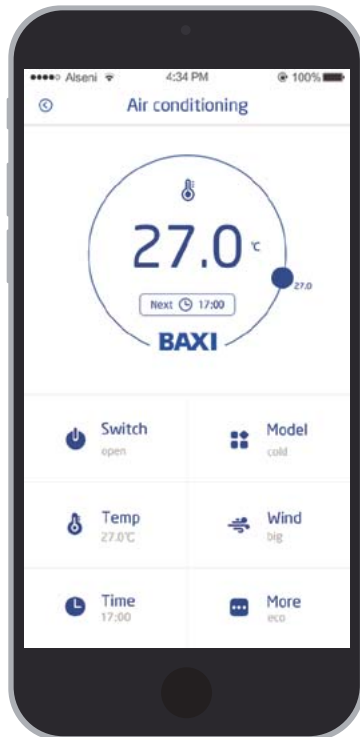 Alseni 4:34 PM 100%
Air conditioning
27.0 °C
27.0
Next 17:00
BAXI
Switch
open
Model
cold
Temp
27.0°C
Wind
big
Time
17:00
More
eco